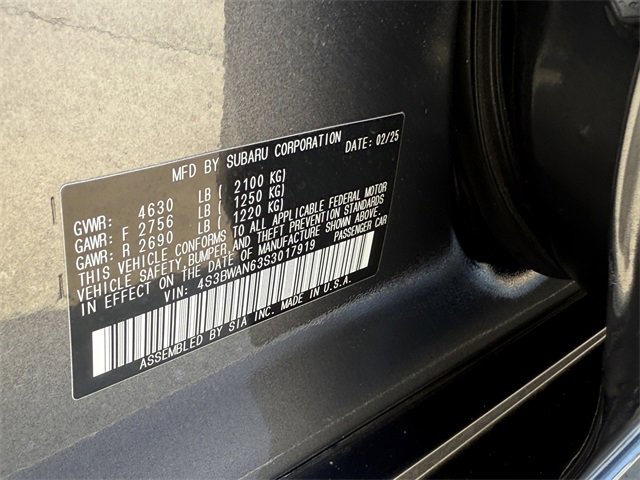 MFD BY SUBARU CORPORATION DATE: 02/25
GVWR: 4630 LB ( 2100 KG)
GAWR: F 2756 LB ( 1250 KG)
GAWR: R 2690 LB ( 1220 KG)
THIS VEHICLE CONFORMS TO ALL APPLICABLE FEDERAL MOTOR
VEHICLE SAFETY,BUMPER,AND THEFT PREVENTION STANDARDS
IN EFFECT ON THE DATE OF MANUFACTURE SHOWN ABOVE.
VIN: 4S3BWAN63S3017919 PASSENGER CAR
ASSEMBLED BY SIA INC. MADE IN U.S.A.